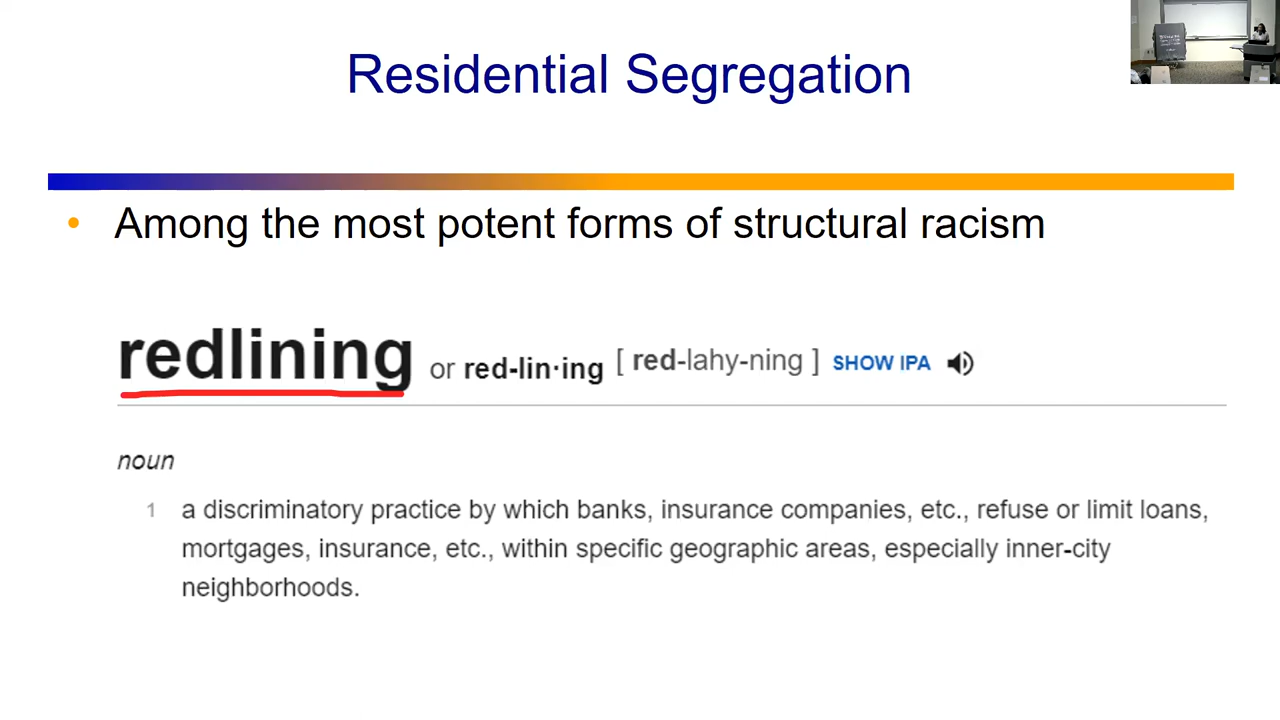 Residential Segregation
• Among the most potent forms of structural racism
redlining or red-lin·ing [ red-lahy-ning ] SHOW IPA
noun
1 a discriminatory practice by which banks, insurance companies, etc., refuse or limit loans,
mortgages, insurance, etc., within specific geographic areas, especially inner-city
neighborhoods.